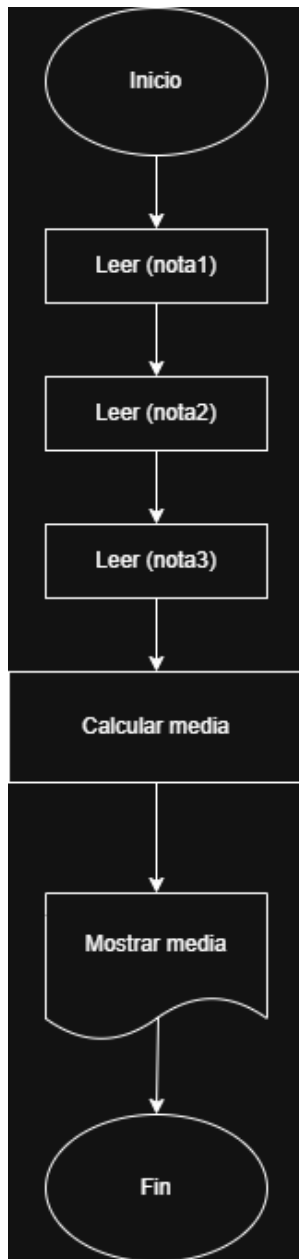 Inicio
Leer (nota1)
Leer (nota2)
Leer (nota3)
Calcular media
Mostrar media
Fin